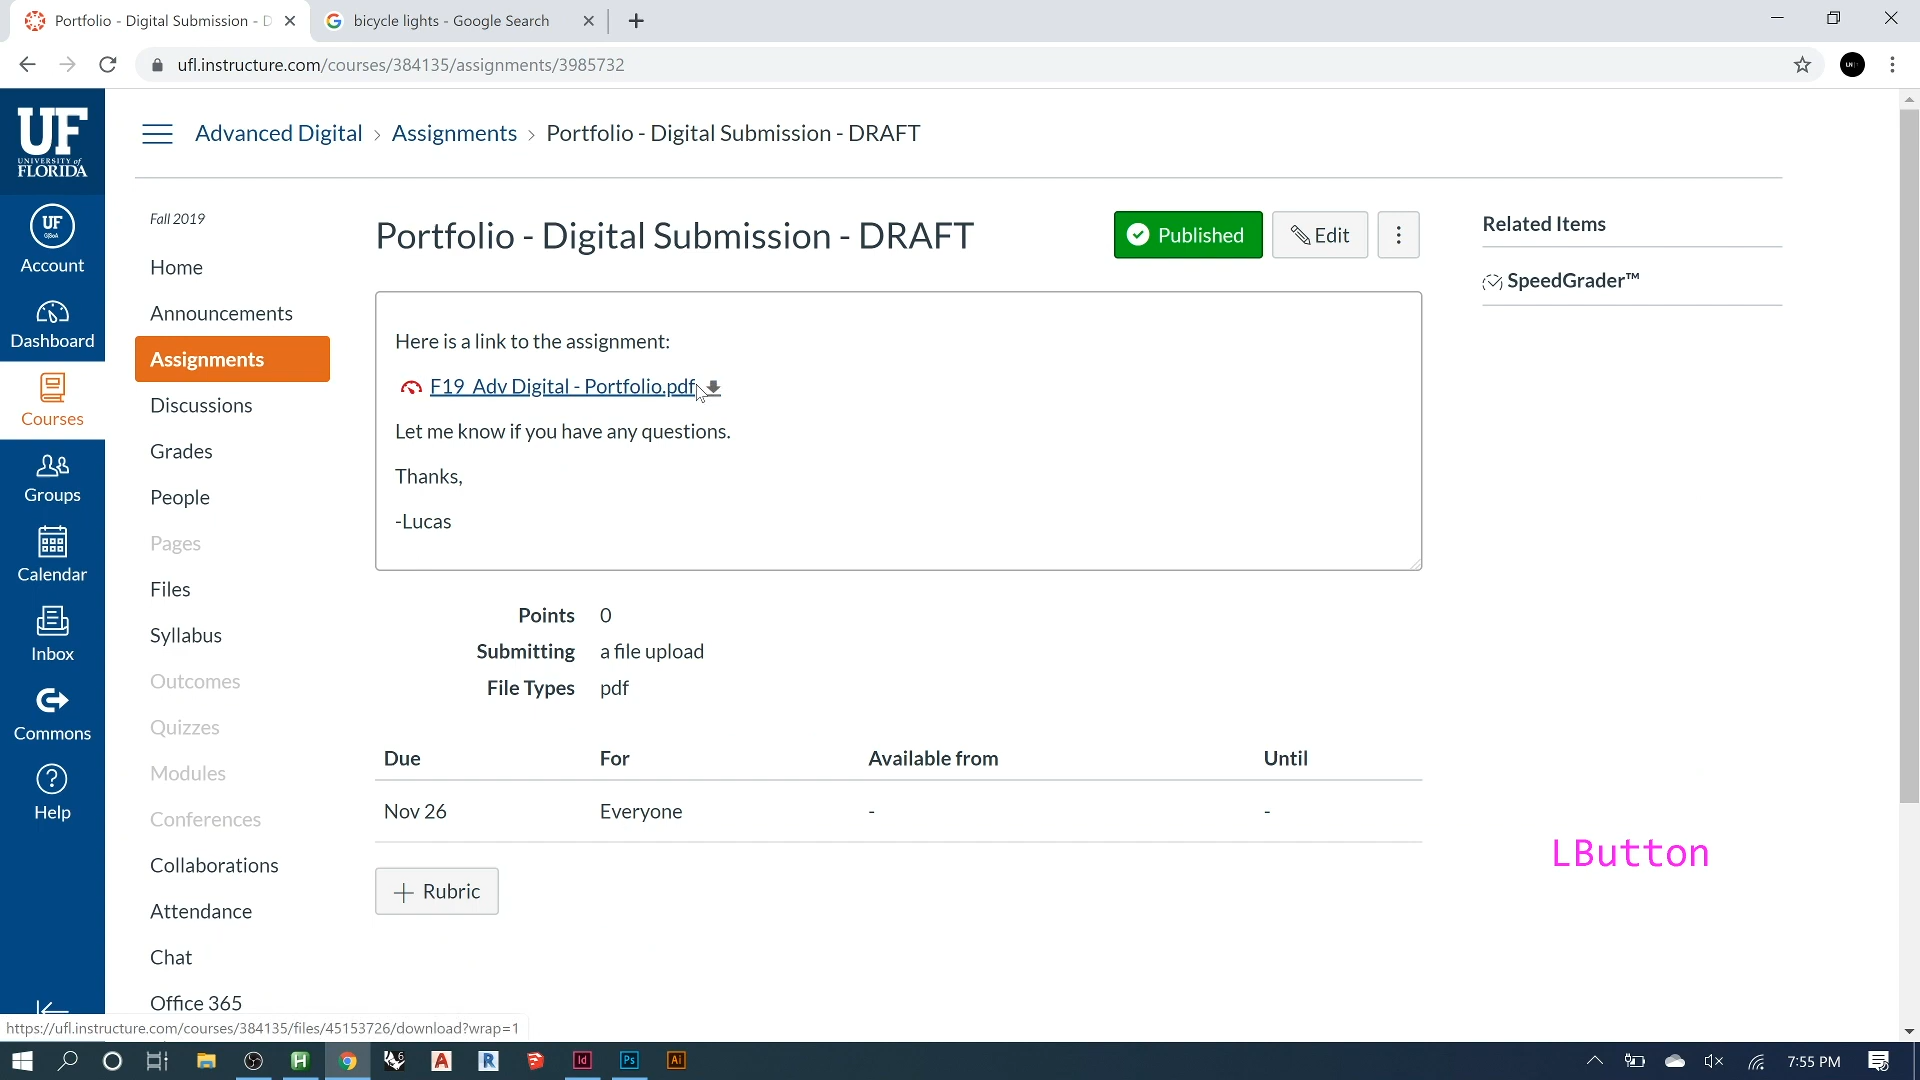 Portfolio - Digital Submission - D
bicycle lights - Google Search
ufl.instructure.com/courses/384135/assignments/3985732
UF
UNIVERSITY of
FLORIDA
Account
Dashboard
Courses
Groups
Calendar
Inbox
Commons
Help
Advanced Digital › Assignments › Portfolio - Digital Submission - DRAFT
Fall 2019
Home
Announcements
Assignments
Discussions
Grades
People
Pages
Files
Syllabus
Outcomes
Quizzes
Modules
Conferences
Collaborations
Attendance
Chat
Office 365
Portfolio - Digital Submission - DRAFT
Published
Edit
Here is a link to the assignment:
F19 Adv Digital - Portfolio.pdf
Let me know if you have any questions.
Thanks,
-Lucas
Points 0
Submitting a file upload
File Types pdf
Due For Available from Until
Nov 26 Everyone - -
+ Rubric
Related Items
SpeedGrader™
LButton
https://ufl.instructure.com/courses/384135/files/45153726/download?wrap=1
7:55 PM